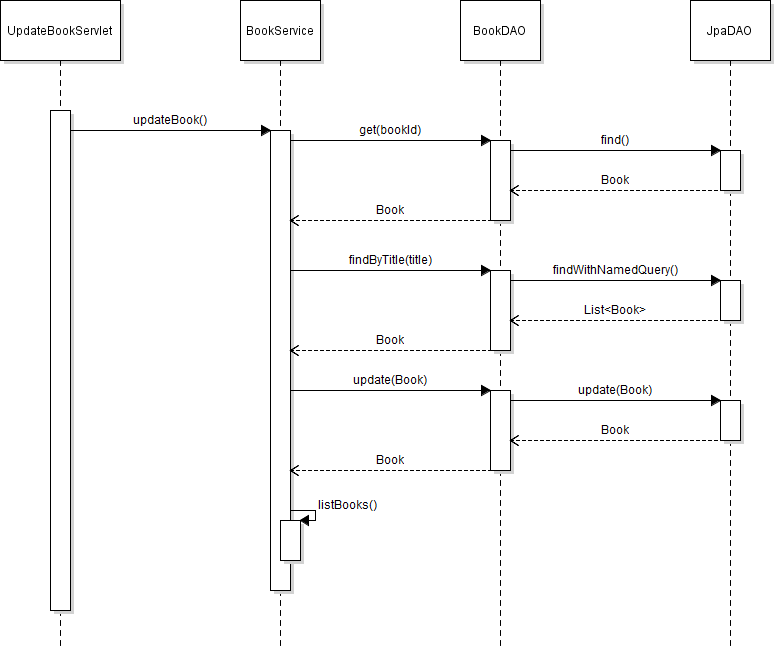 UpdateBookServlet
BookService
BookDAO
JpaDAO
updateBook()
get(bookId)
find()
Book
Book
findByTitle(title)
findWithNamedQuery()
List<Book>
Book
update(Book)
update(Book)
Book
Book
listBooks()